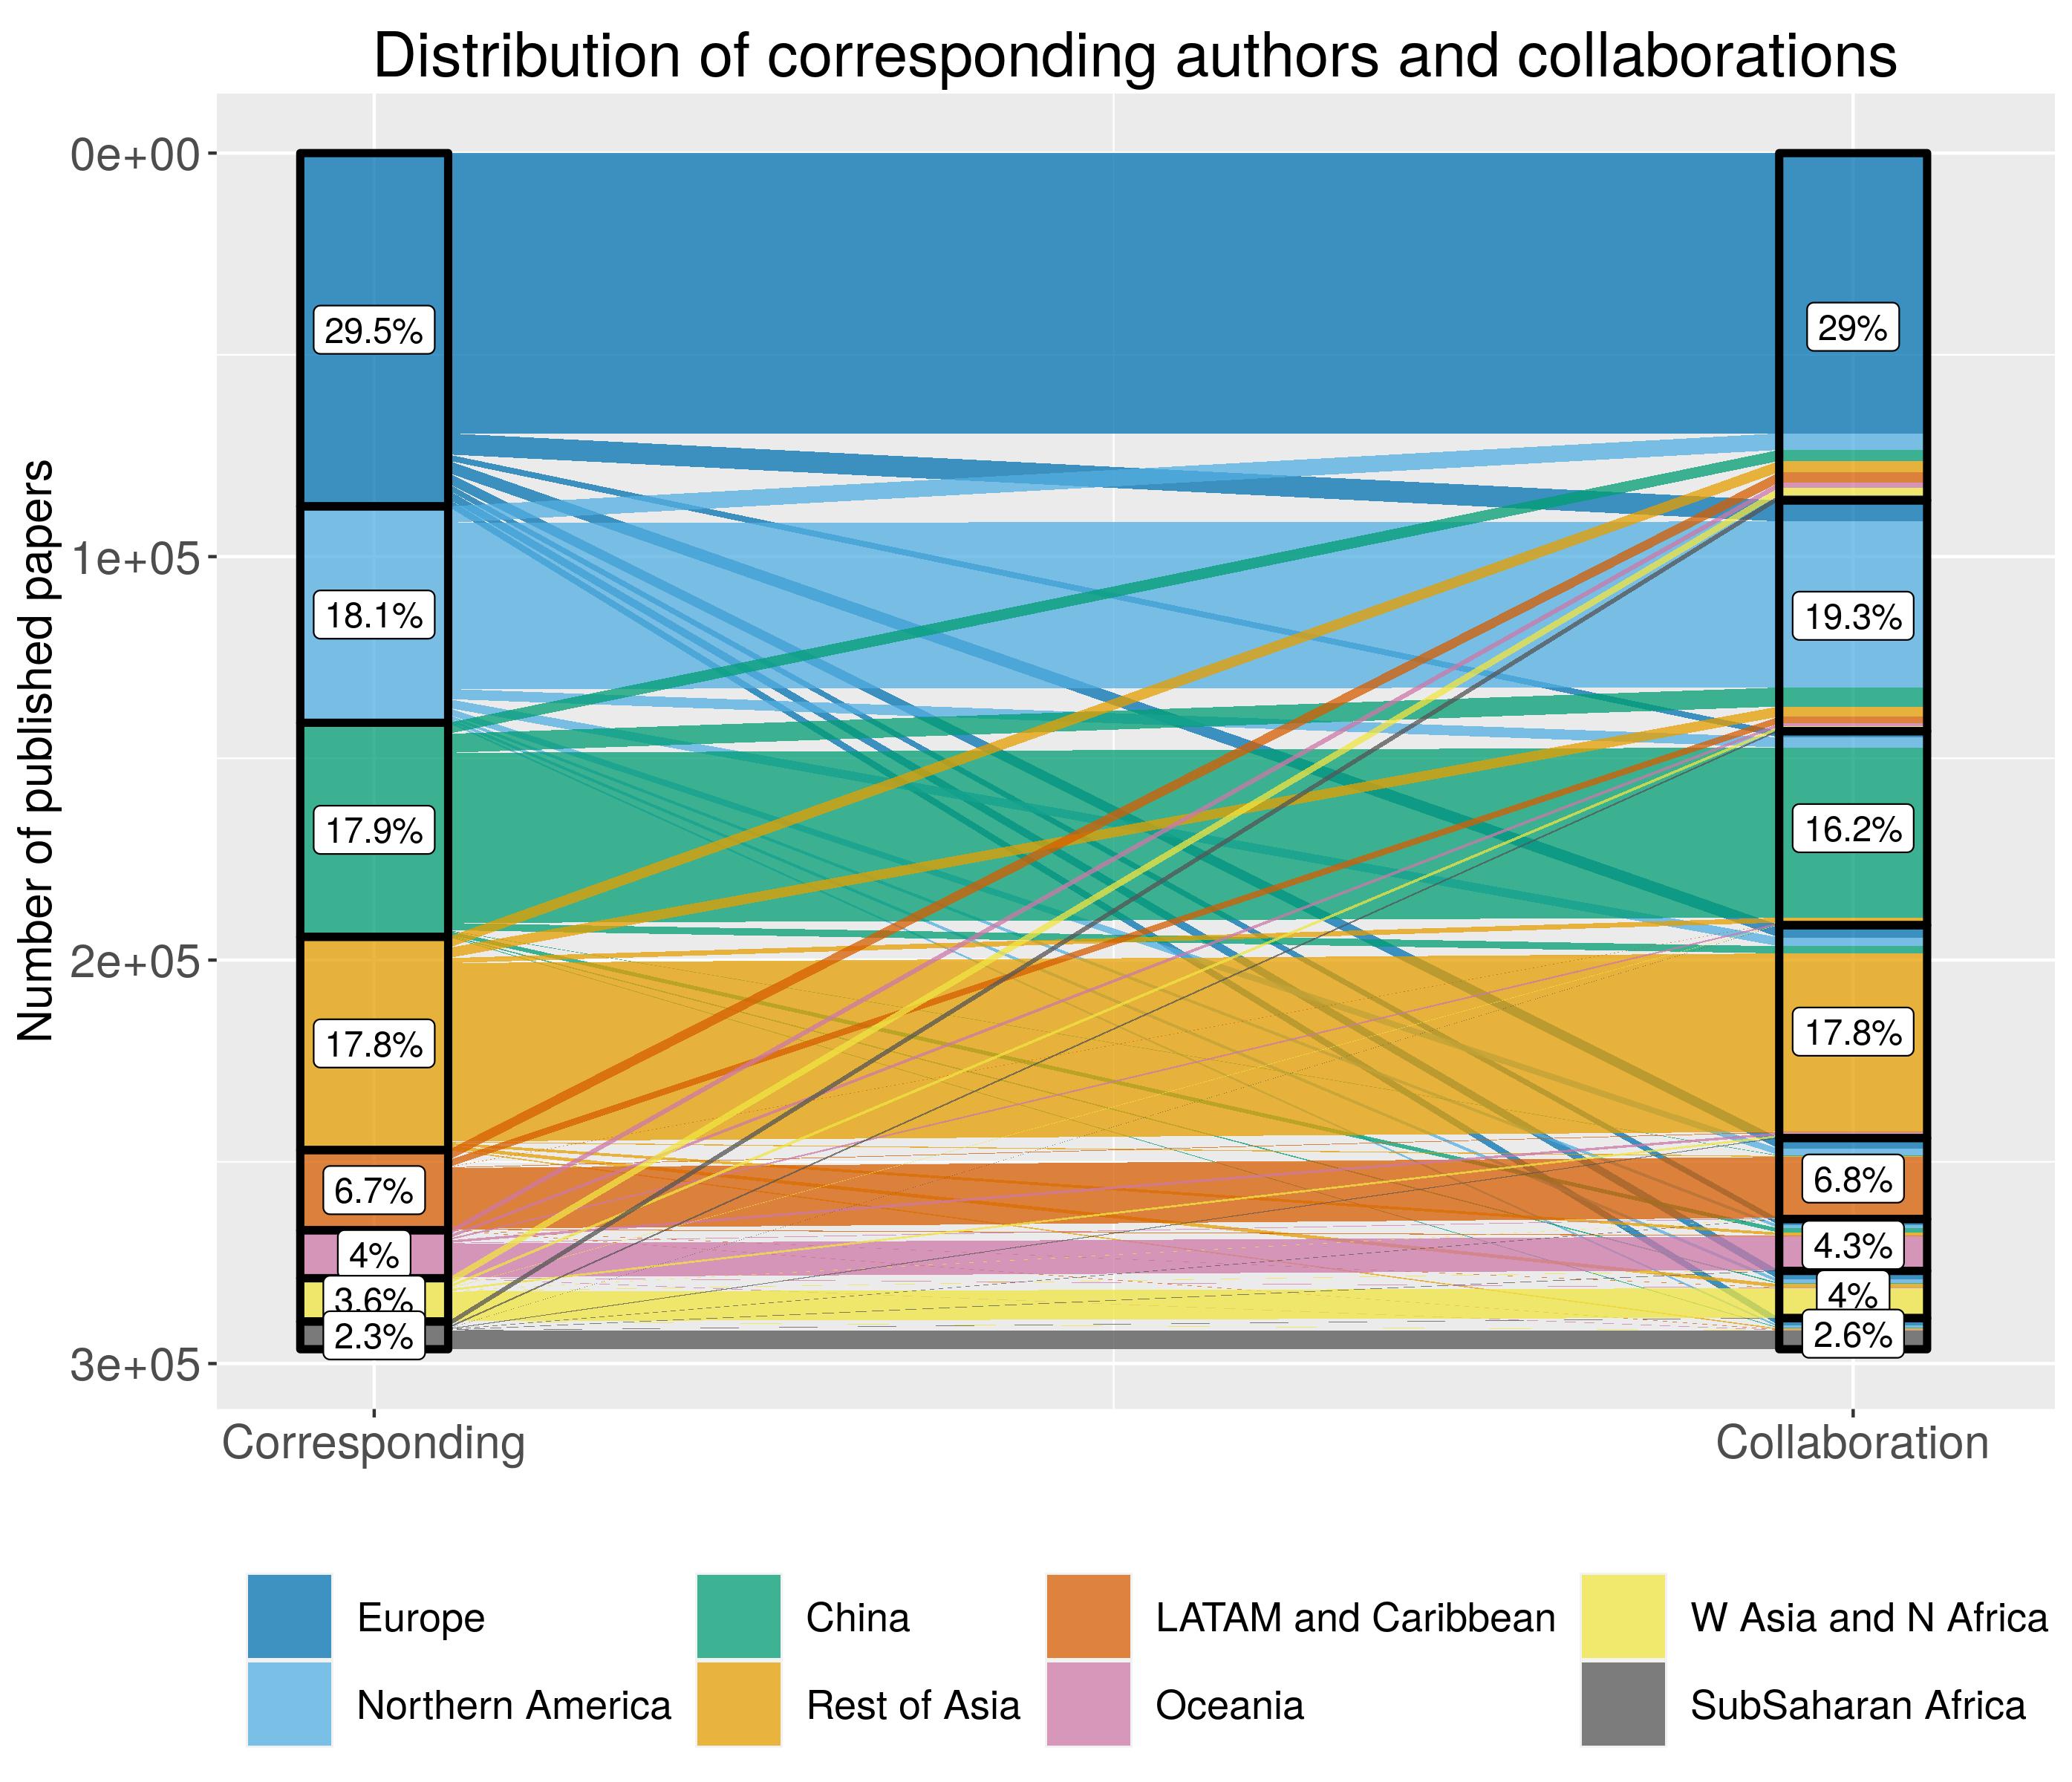 Distribution of corresponding authors and collaborations
Number of published papers
0e+00
1e+05
2e+05
3e+05
29.5%
18.1%
17.9%
17.8%
6.7%
4%
3.6%
2.3%
29%
19.3%
16.2%
17.8%
6.8%
4.3%
4%
2.6%
Corresponding
Collaboration
Europe
Northern America
China
Rest of Asia
LATAM and Caribbean
Oceania
W Asia and N Africa
SubSaharan Africa